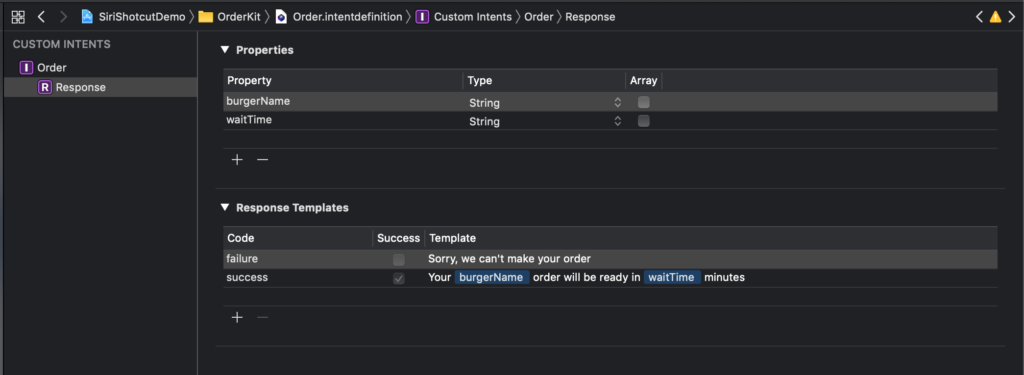 SiriShotcutDemo OrderKit Order.intentdefinition I Custom Intents Order Response
CUSTOM INTENTS
I Order
R Response
Properties
Property Type Array
burgerName String
waitTime String
Response Templates
Code Success Template
failure Sorry, we can't make your order
success Your burgerName order will be ready in waitTime minutes